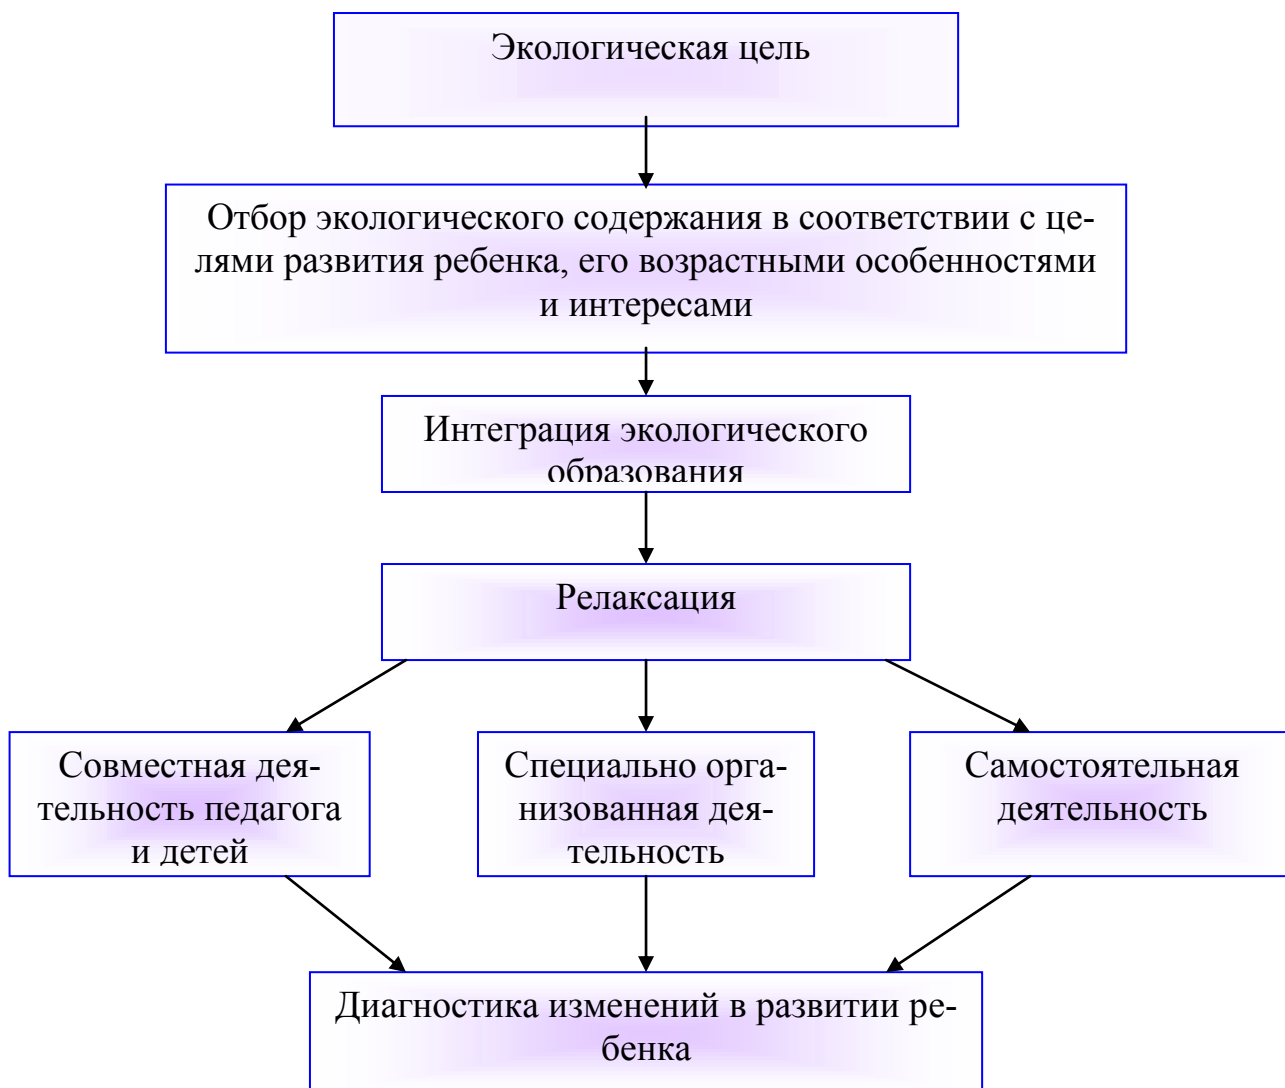 Экологическая цель
Отбор экологического содержания в соответствии с це-
лями развития ребенка, его возрастными особенностями
и интересами
Интеграция экологического
образования
Релаксация
Совместная дея-
тельность педагога
и детей
Специально орга-
низованная дея-
тельность
Самостоятельная
деятельность
Диагностика изменений в развитии ре-
бенка